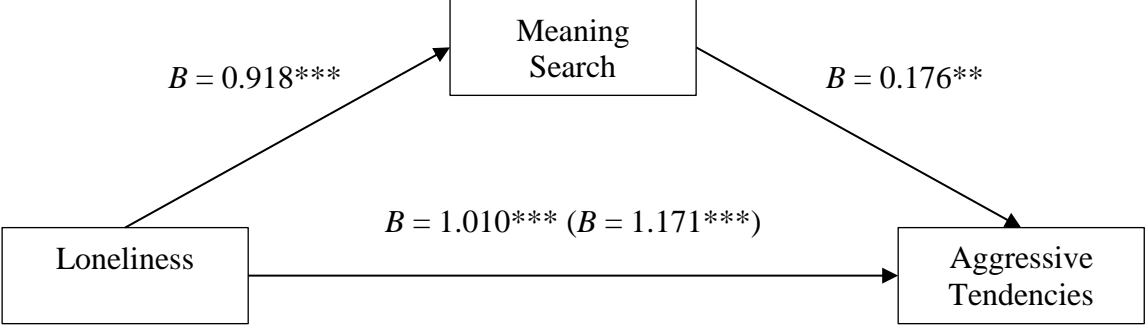 Meaning
Search
B = 0.918***
B = 0.176**
B = 1.010*** (B = 1.171***)
Loneliness
Aggressive
Tendencies